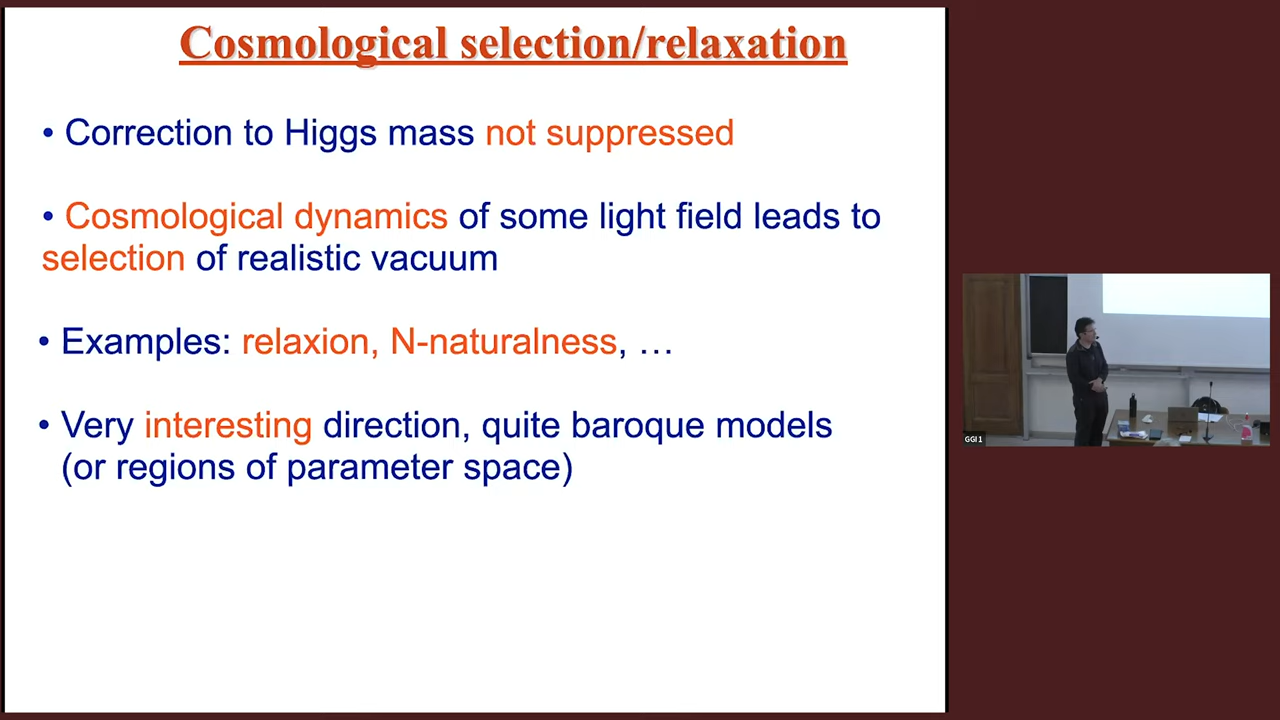 Cosmological selection/relaxation
• Correction to Higgs mass not suppressed
• Cosmological dynamics of some light field leads to
selection of realistic vacuum
• Examples: relaxion, N-naturalness, …
• Very interesting direction, quite baroque models
(or regions of parameter space)
GGI 1